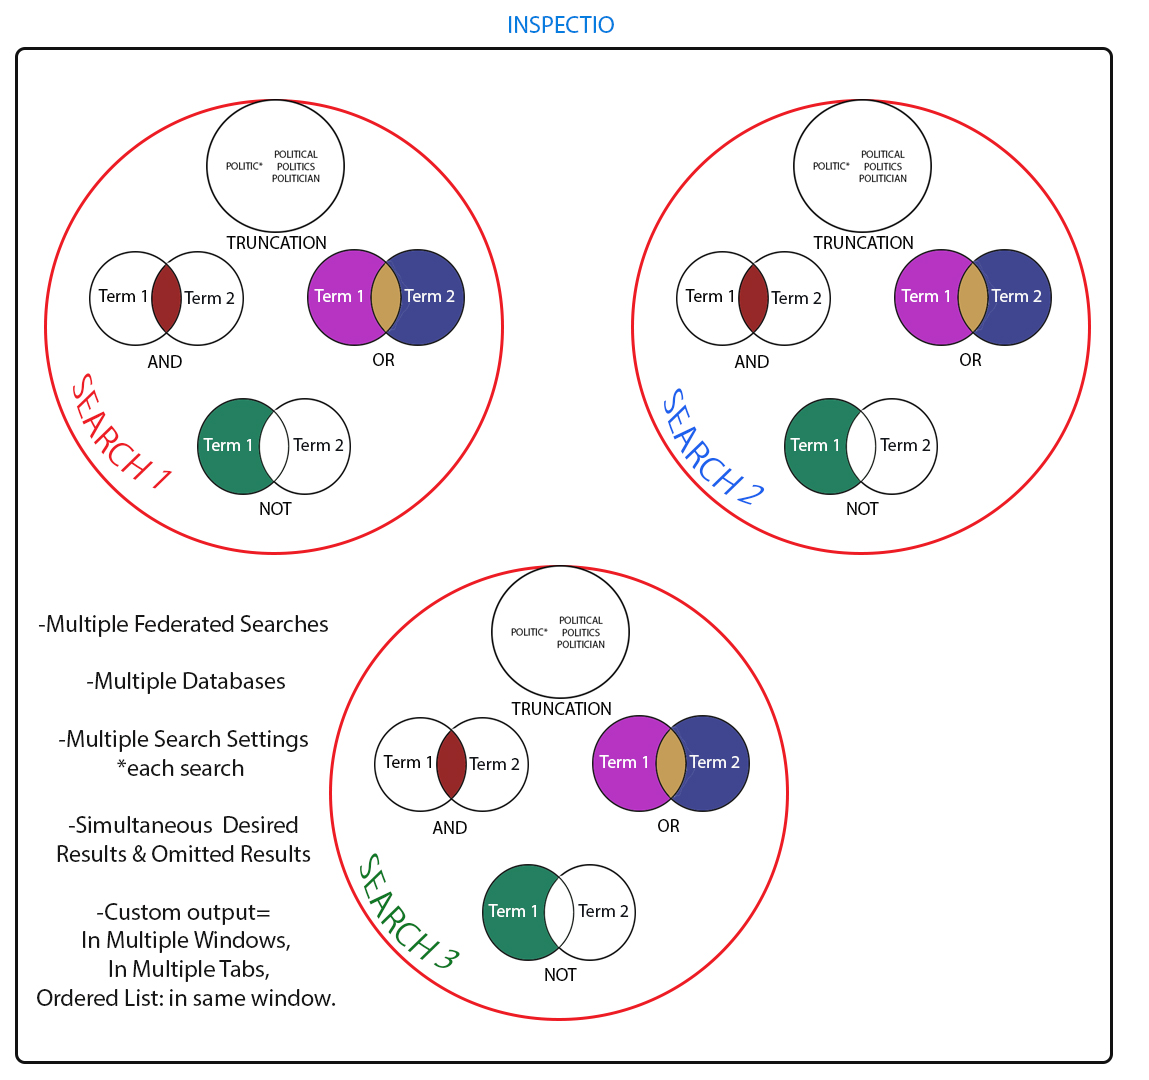 INSPECTIO
POLITIC*
POLITICAL
POLITICS
POLITICIAN
TRUNCATION
Term 1
Term 2
AND
Term 1
Term 2
OR
Term 1
Term 2
NOT
SEARCH 1
POLITIC*
POLITICAL
POLITICS
POLITICIAN
TRUNCATION
Term 1
Term 2
AND
Term 1
Term 2
OR
Term 1
Term 2
NOT
SEARCH 2
-Multiple Federated Searches
-Multiple Databases
-Multiple Search Settings
*each search
-Simultaneous Desired
Results & Omitted Results
-Custom output=
In Multiple Windows,
In Multiple Tabs,
Ordered List: in same window.
POLITIC*
POLITICAL
POLITICS
POLITICIAN
TRUNCATION
Term 1
Term 2
AND
Term 1
Term 2
OR
Term 1
Term 2
NOT
SEARCH 3